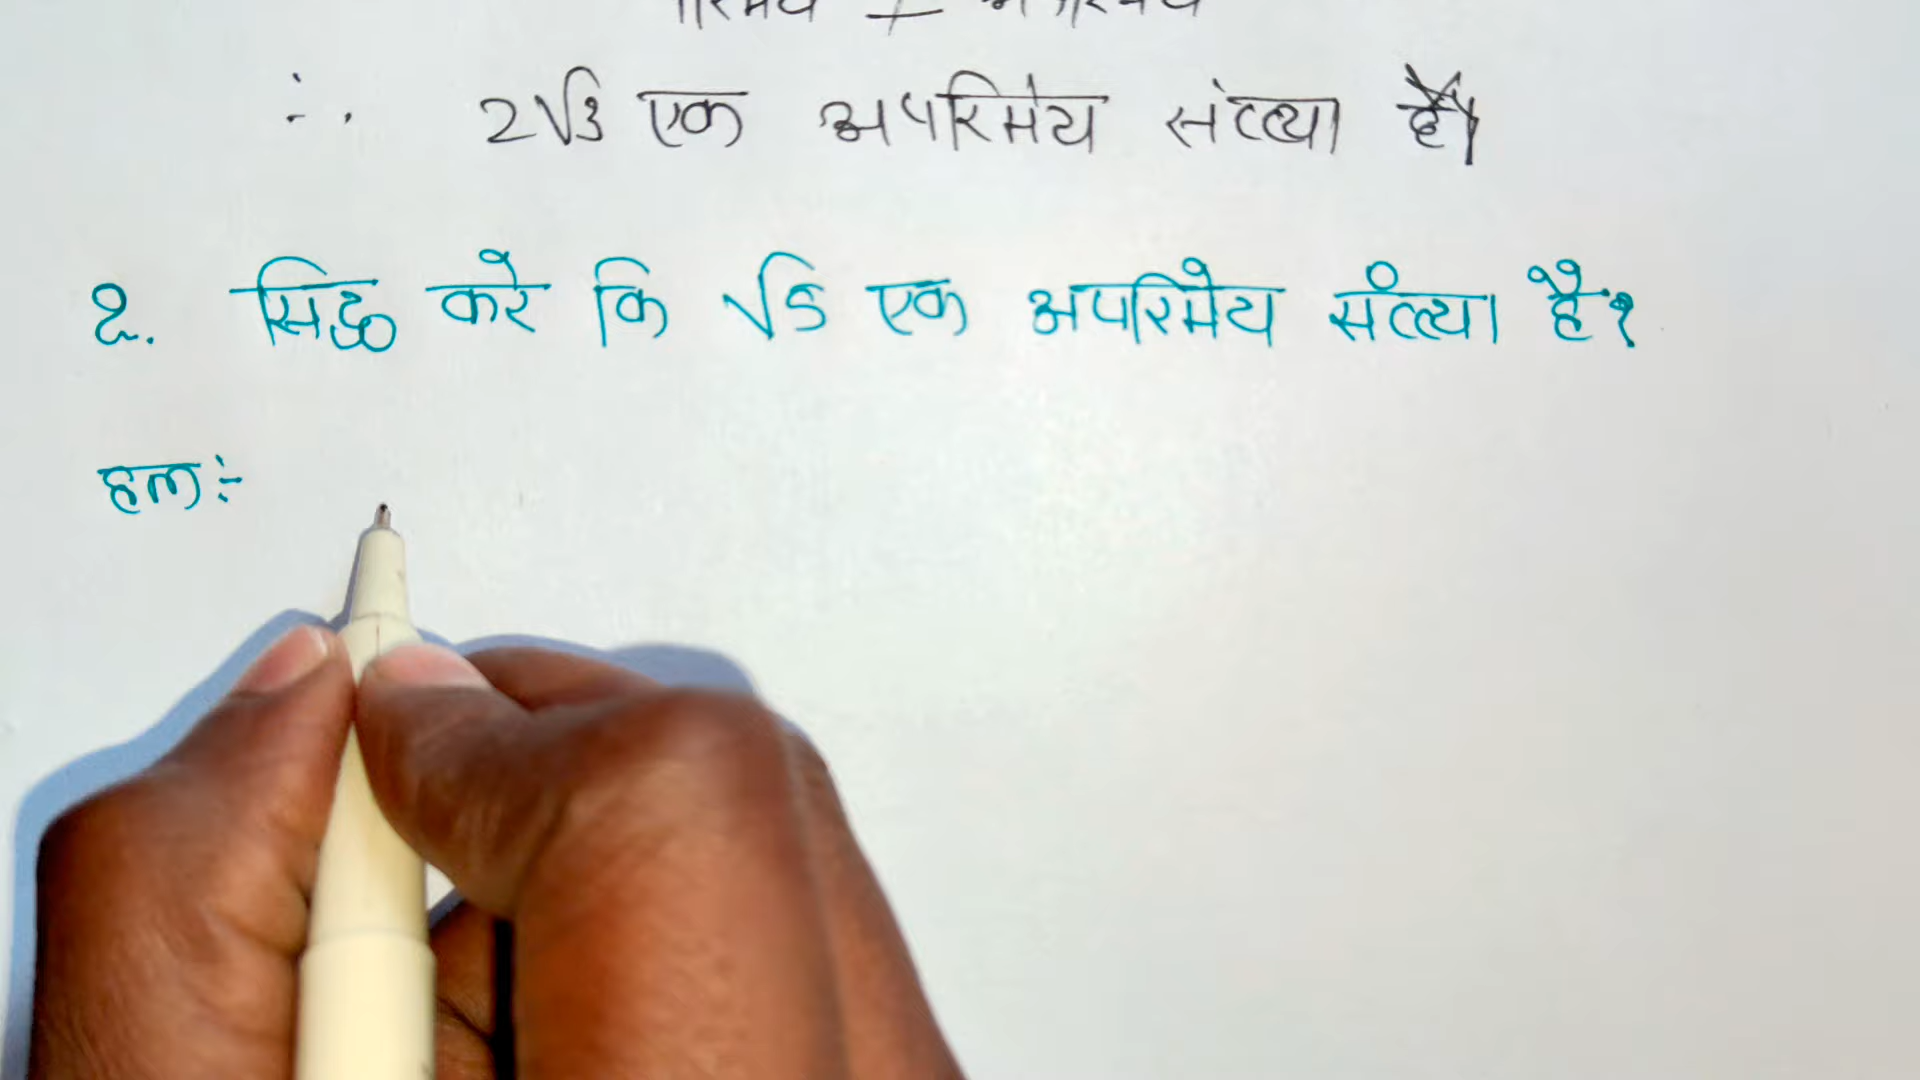 ∴ 2√3 एक अपरिमेय संख्या है।
2. सिद्ध करे कि √5 एक अपरिमेय संख्या है?
हल:-